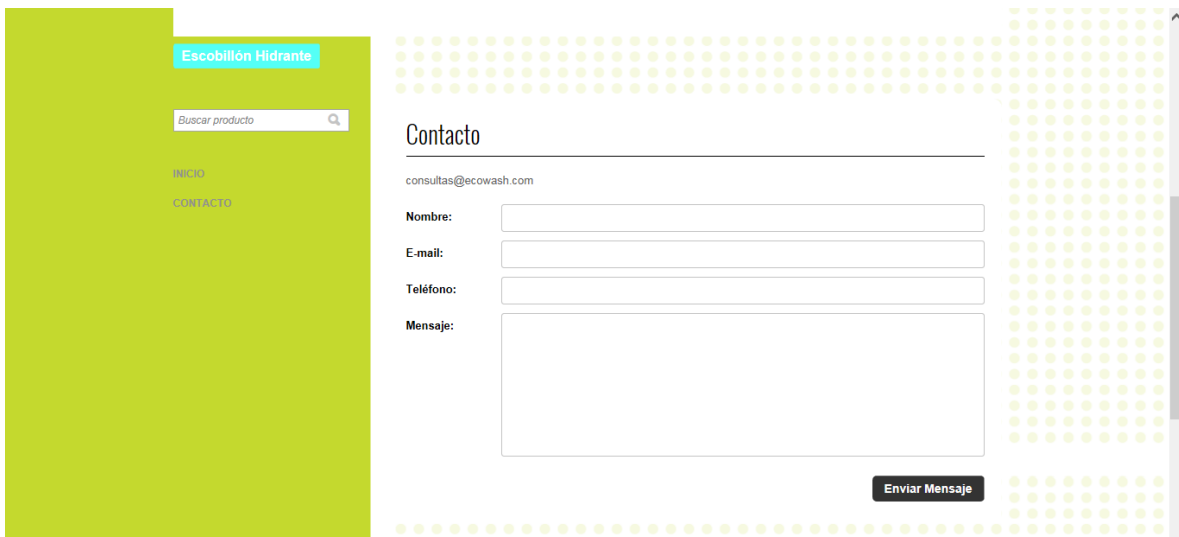 Escobillón Hidrante
Buscar producto
INICIO
CONTACTO
Contacto
consultas@ecowash.com
Nombre:
E-mail:
Teléfono:
Mensaje:
Enviar Mensaje